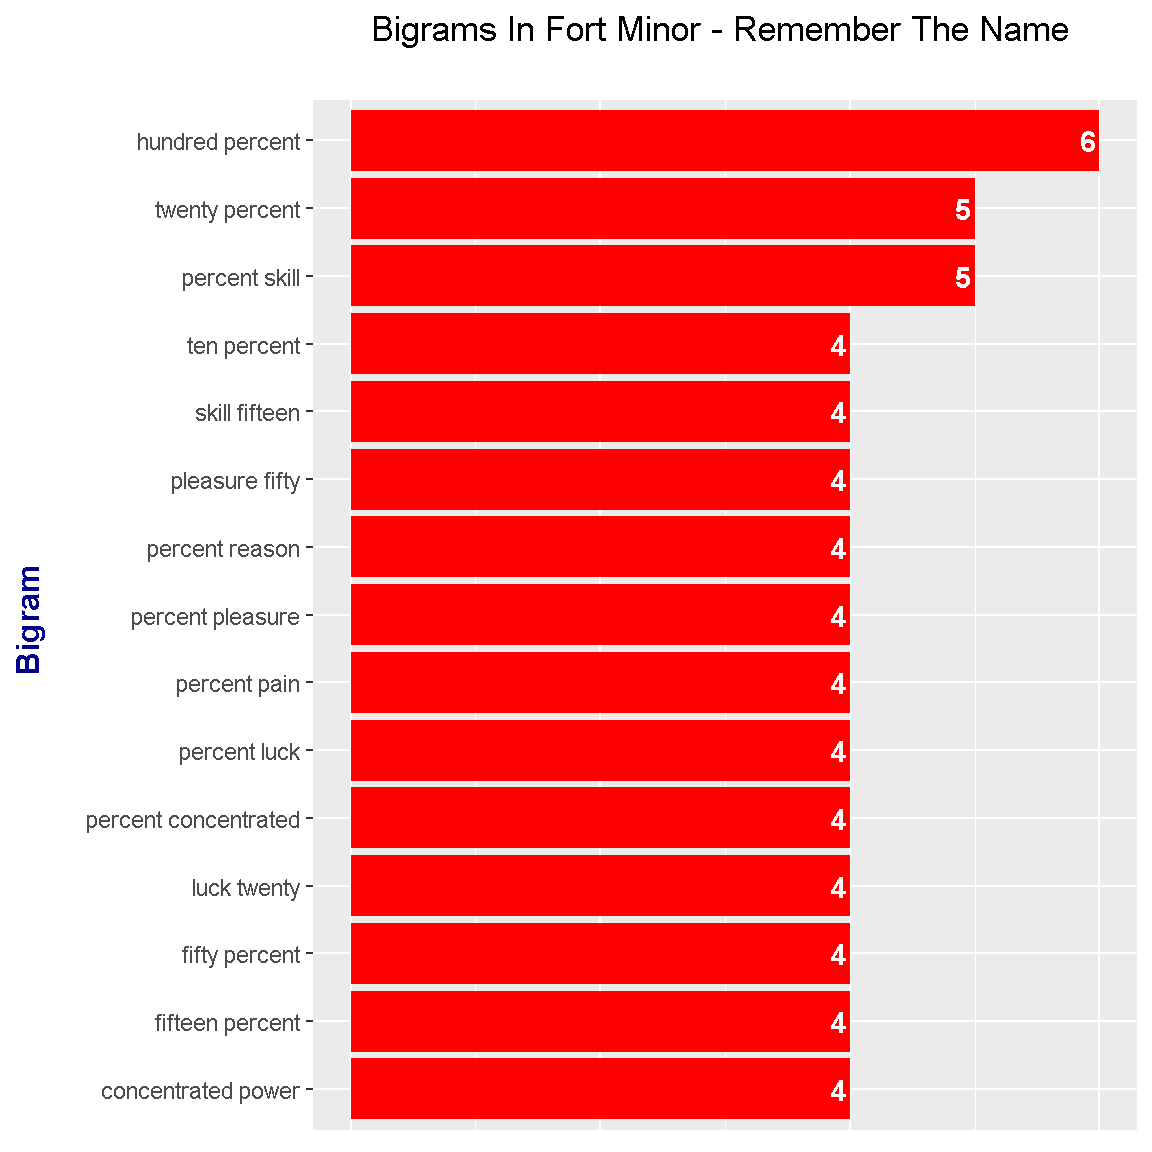 Bigrams In Fort Minor - Remember The Name
Bigram
hundred percent 6
twenty percent 5
percent skill 5
ten percent 4
skill fifteen 4
pleasure fifty 4
percent reason 4
percent pleasure 4
percent pain 4
percent luck 4
percent concentrated 4
luck twenty 4
fifty percent 4
fifteen percent 4
concentrated power 4